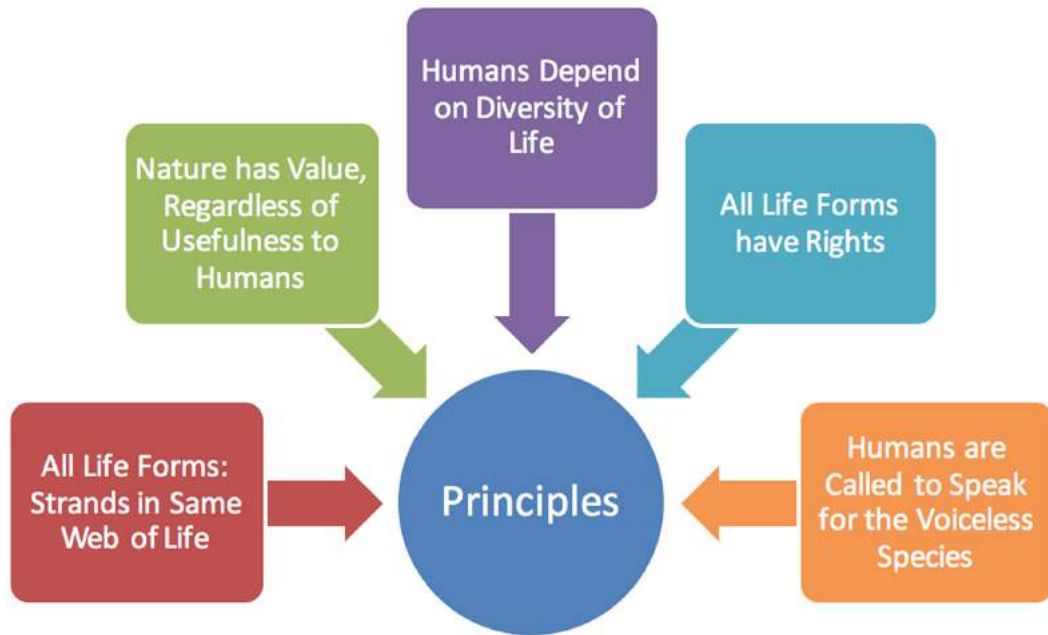 Humans Depend
on Diversity of
Life
Nature has Value,
Regardless of
Usefulness to
Humans
All Life Forms
have Rights
All Life Forms:
Strands in Same
Web of Life
Principles
Humans are
Called to Speak
for the Voiceless
Species